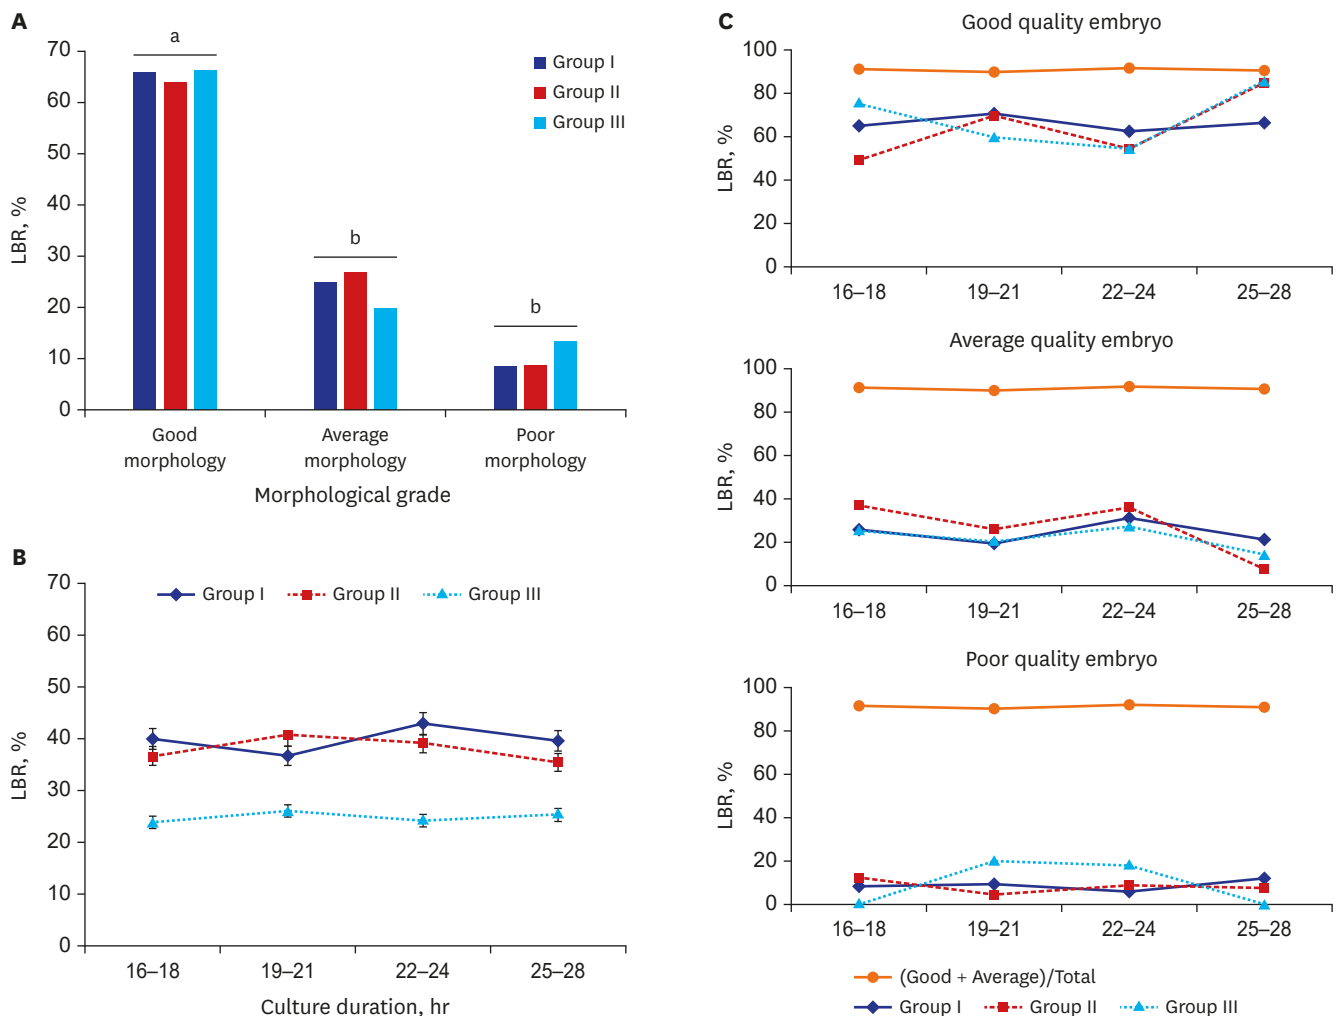 A
LBR, %
70
60
50
40
30
20
10
0
a
b
b
Group I
Group II
Group III
Good
morphology
Average
morphology
Poor
morphology
Morphological grade
B
LBR, %
70
60
50
40
30
20
10
0
Group I
Group II
Group III
16–18
19–21
22–24
25–28
Culture duration, hr
C
Good quality embryo
LBR, %
100
80
60
40
20
0
16–18
19–21
22–24
25–28
Average quality embryo
LBR, %
100
80
60
40
20
0
16–18
19–21
22–24
25–28
Poor quality embryo
LBR, %
100
80
60
40
20
0
16–18
19–21
22–24
25–28
(Good + Average)/Total
Group I
Group II
Group III